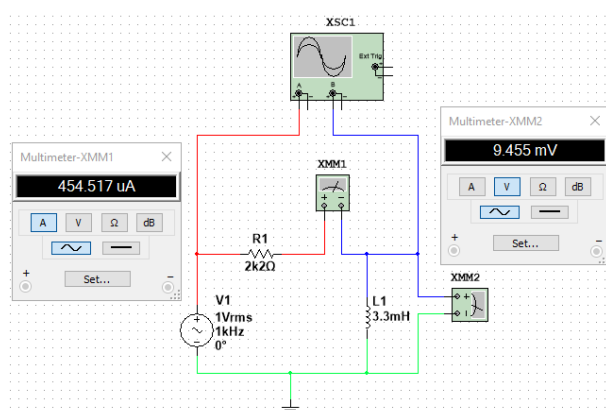 XSC1
Ext Trig
+
-
A
B
+ -
+ -
Multimeter-XMM1 ×
454.517 uA
A V Ω dB
Set...
+ -
XMM1
+ -
Multimeter-XMM2 ×
9.455 mV
A V Ω dB
Set...
+ -
R1
2k2Ω
V1
1Vrms
1kHz
0°
L1
3.3mH
XMM2
+